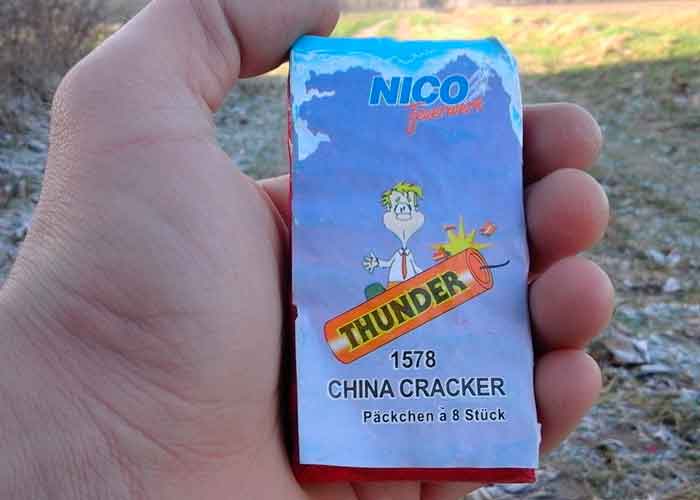 NICO
Feuerwerk
THUNDER
1578
CHINA CRACKER
Päckchen à 8 Stück